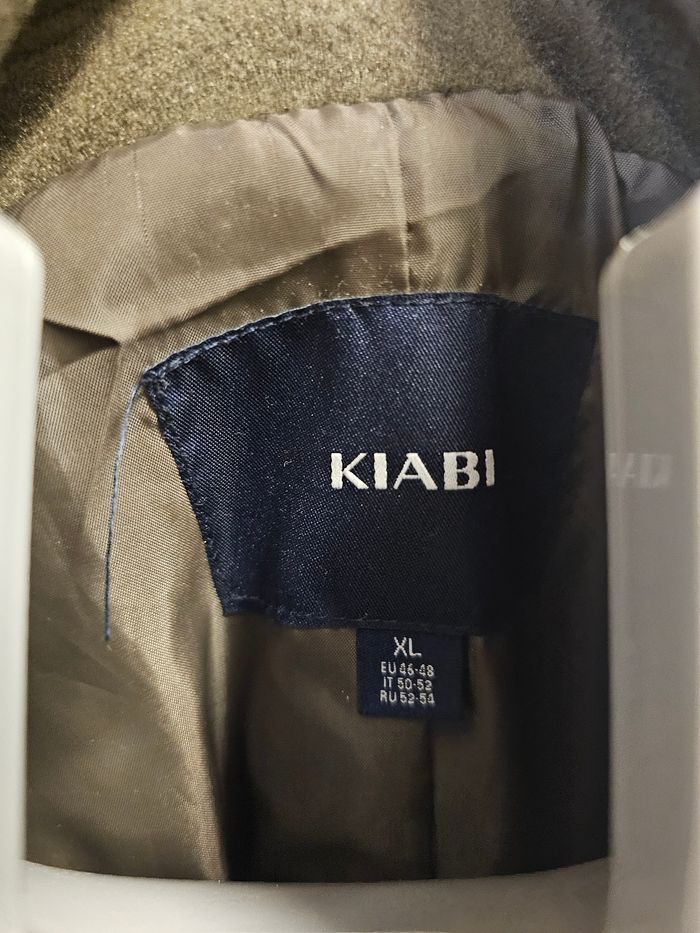 KIABI
XL
EU 46-48
IT 50-52
RU 52-54